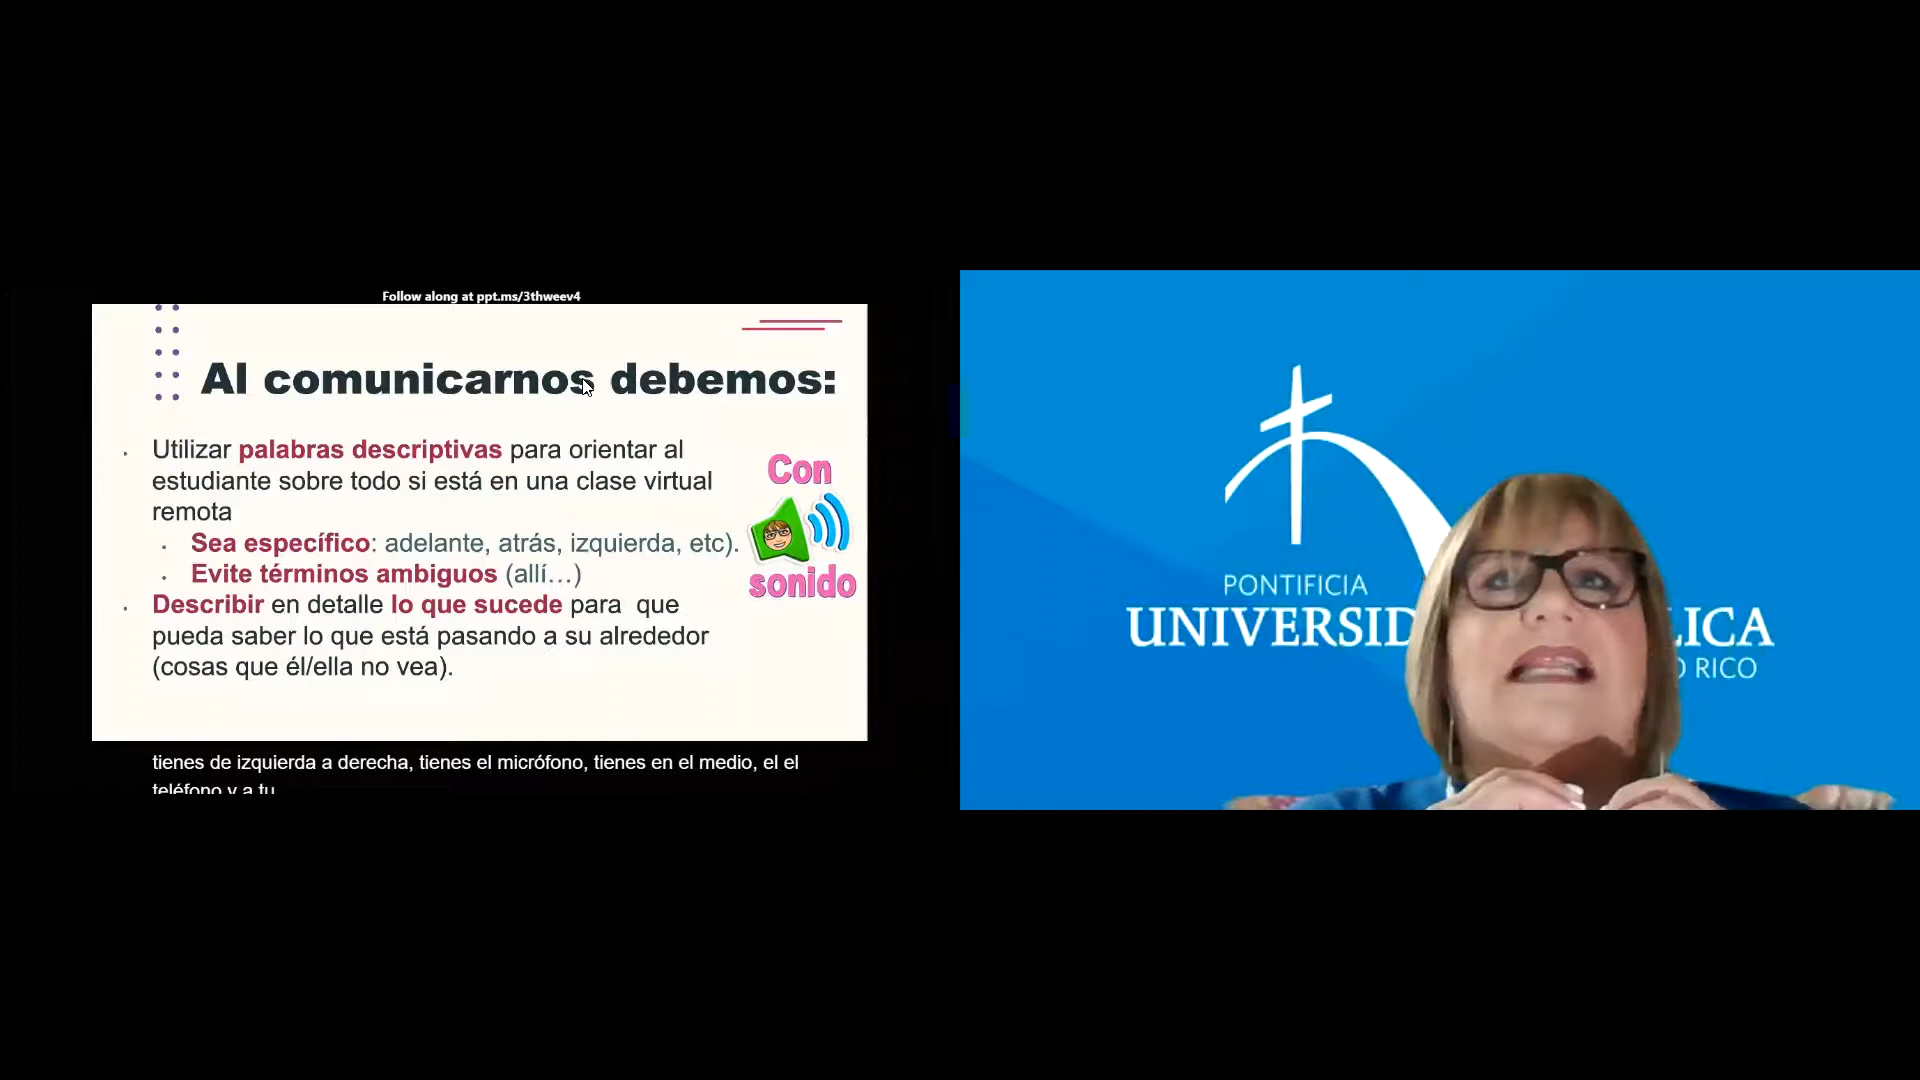 Follow along at ppt.ms/3thweev4
Al comunicarnos debemos:
Utilizar palabras descriptivas para orientar al
estudiante sobre todo si está en una clase virtual
remota
Sea específico: adelante, atrás, izquierda, etc).
Evite términos ambiguos (allí...)
Describir en detalle lo que sucede para  que
pueda saber lo que está pasando a su alrededor
(cosas que él/ella no vea).
Con
sonido
tienes de izquierda a derecha, tienes el micrófono, tienes en el medio, el el
teléfono y a tu
PONTIFICIA
UNIVERSID LICA
RICO